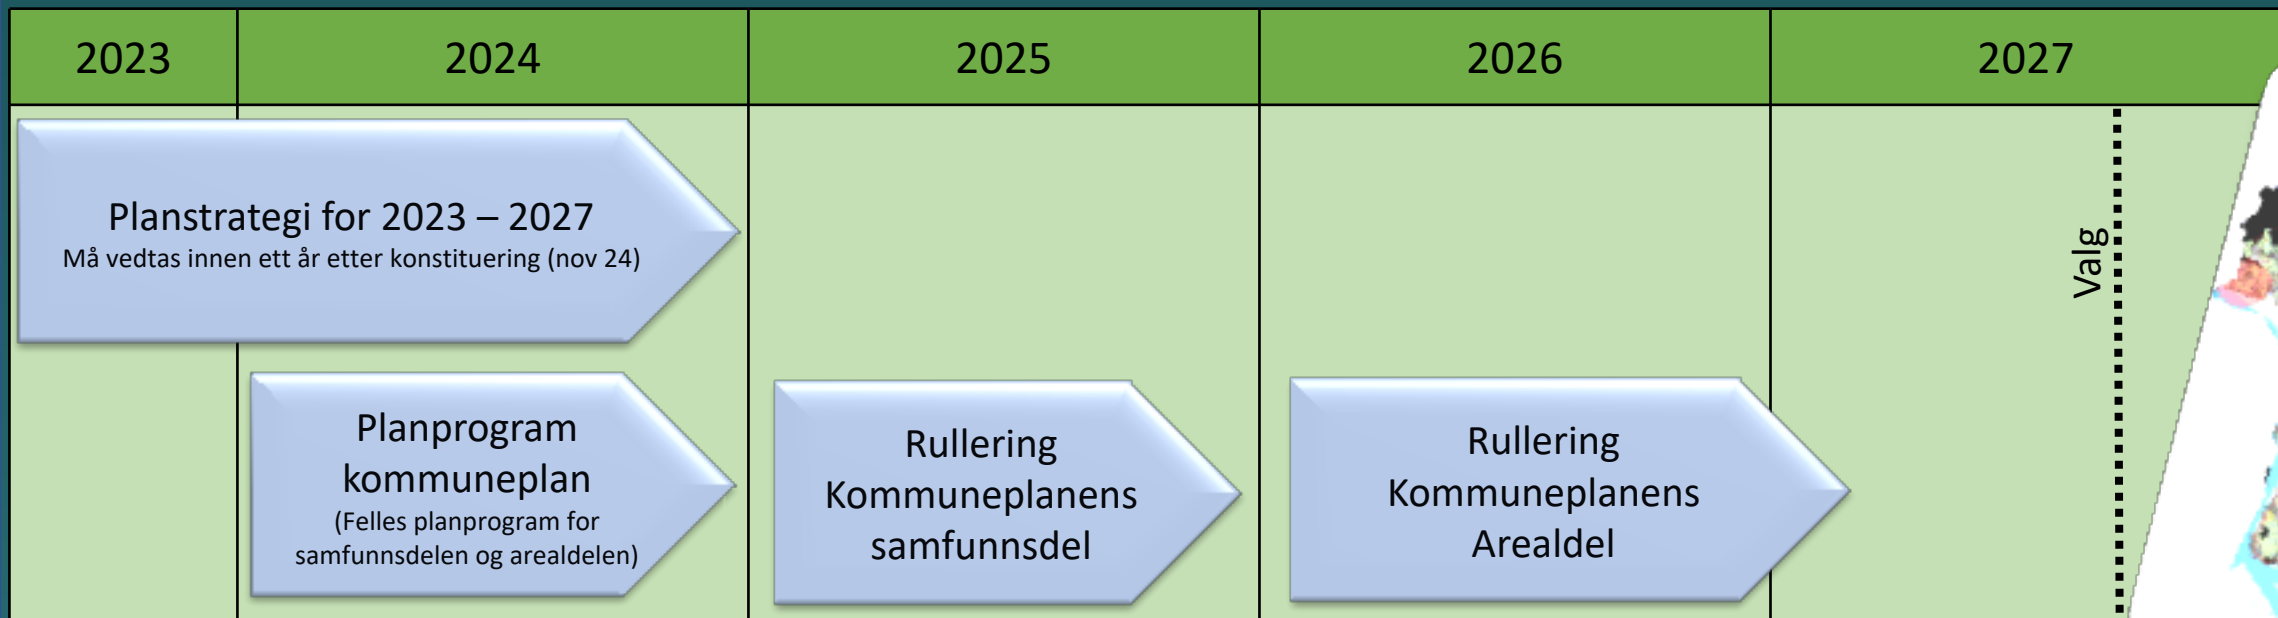 2023
2024
2025
2026
2027
Planstrategi for 2023 – 2027
Må vedtas innen ett år etter konstituering (nov 24)
Valg
Planprogram
kommuneplan
(Felles planprogram for
samfunnsdelen og arealdelen)
Rullering
Kommuneplanens
samfunnsdel
Rullering
Kommuneplanens
Arealdel